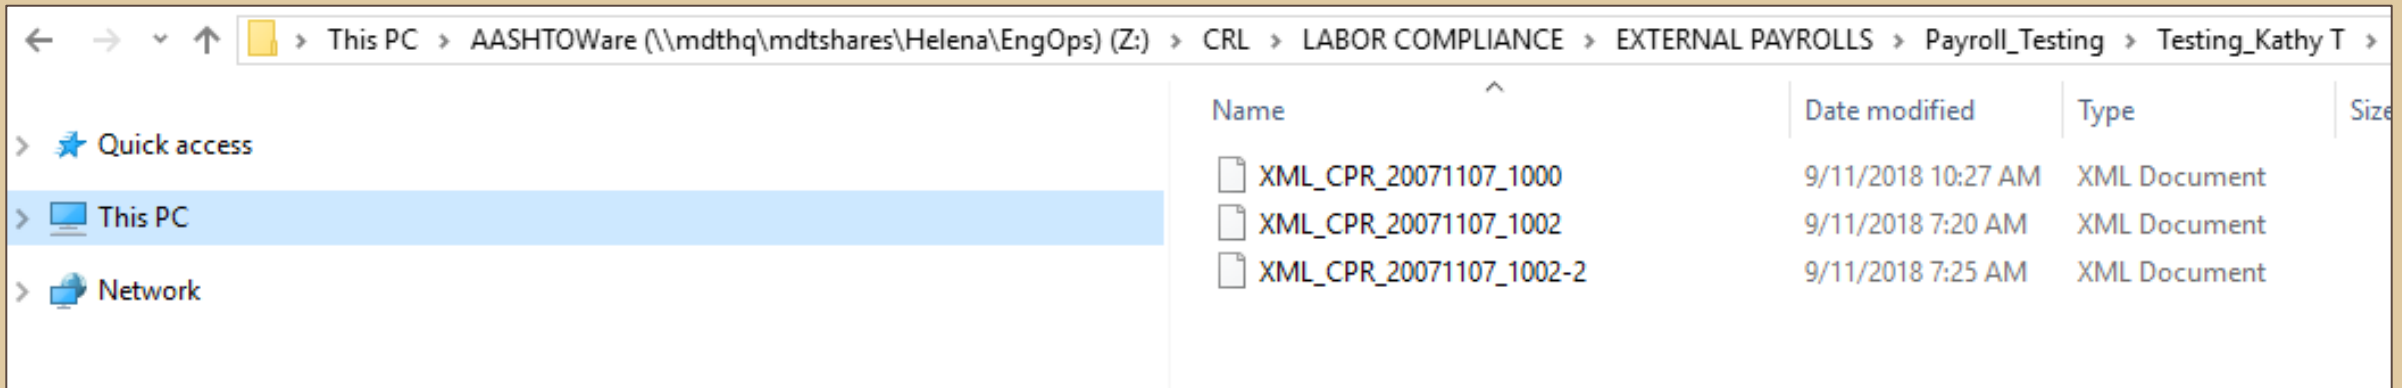 This PC > AASHTOWare (\\mdthq\mdtshares\Helena\EngOps) (Z:) > CRL > LABOR COMPLIANCE > EXTERNAL PAYROLLS > Payroll_Testing > Testing_Kathy T >
Quick access
This PC
Network
Name Date modified Type Size
XML_CPR_20071107_1000 9/11/2018 10:27 AM XML Document
XML_CPR_20071107_1002 9/11/2018 7:20 AM XML Document
XML_CPR_20071107_1002-2 9/11/2018 7:25 AM XML Document